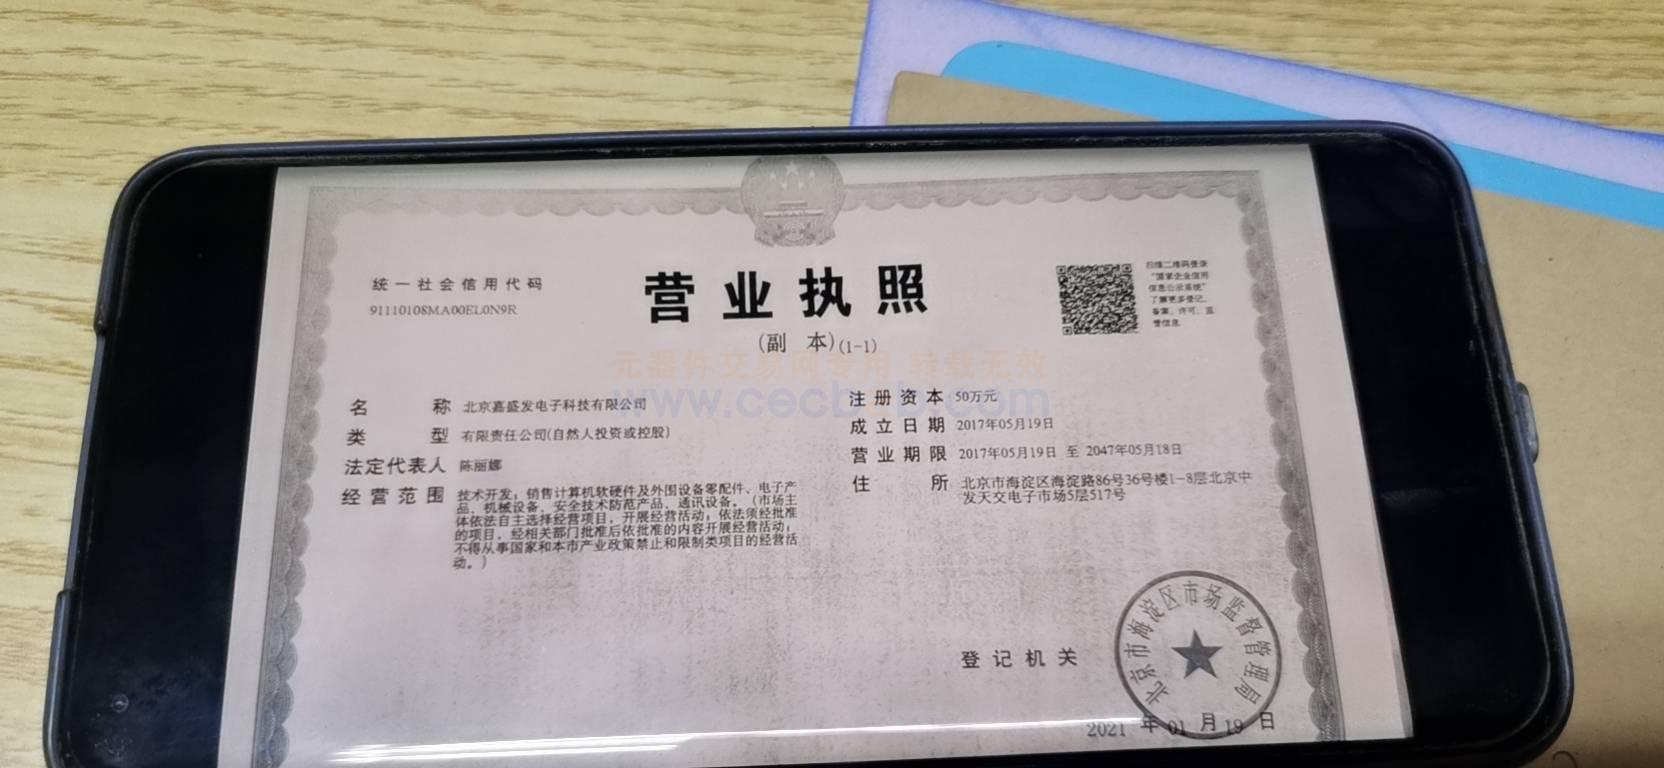 统一社会信用代码
91110108MA00EL0N9R
营业执照
(副 本)(1-1)
扫描二维码登录
“国家企业信用
信息公示系统”
了解更多登记、
备案、许可、监
管信息
元器件交易网专用 转载无效
www.cecb2b.com
名 称 北京嘉盛发电子科技有限公司
类 型 有限责任公司(自然人投资或控股)
法定代表人 陈丽娜
经营范围 技术开发；销售计算机软硬件及外围设备零配件、电子产
品、机械设备、安全技术防范产品、通讯设备。（市场主
体依法自主选择经营项目，开展经营活动；依法须经批准
的项目，经相关部门批准后依批准的内容开展经营活动；
不得从事国家和本市产业政策禁止和限制类项目的经营活
动。）
注册资本 50万元
成立日期 2017年05月19日
营业期限 2017年05月19日 至 2047年05月18日
住 所 北京市海淀区海淀路86号36号楼1-8层北京中
发天交电子市场5层517号
登记机关
北京市海淀区市场监督管理局
2021 年 01 月 19 日